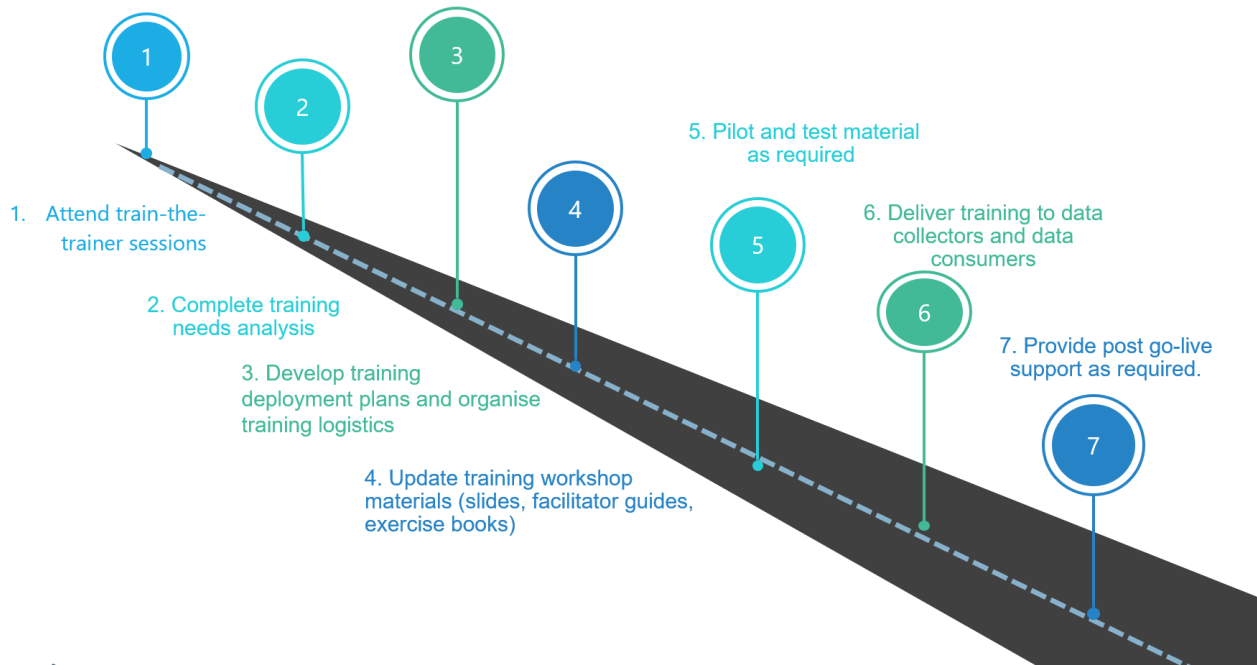 1
2
3
4
5
6
7
1. Attend train-the-
trainer sessions
2. Complete training
needs analysis
3. Develop training
deployment plans and organise
training logistics
4. Update training workshop
materials (slides, facilitator guides,
exercise books)
5. Pilot and test material
as required
6. Deliver training to data
collectors and data
consumers
7. Provide post go-live
support as required.